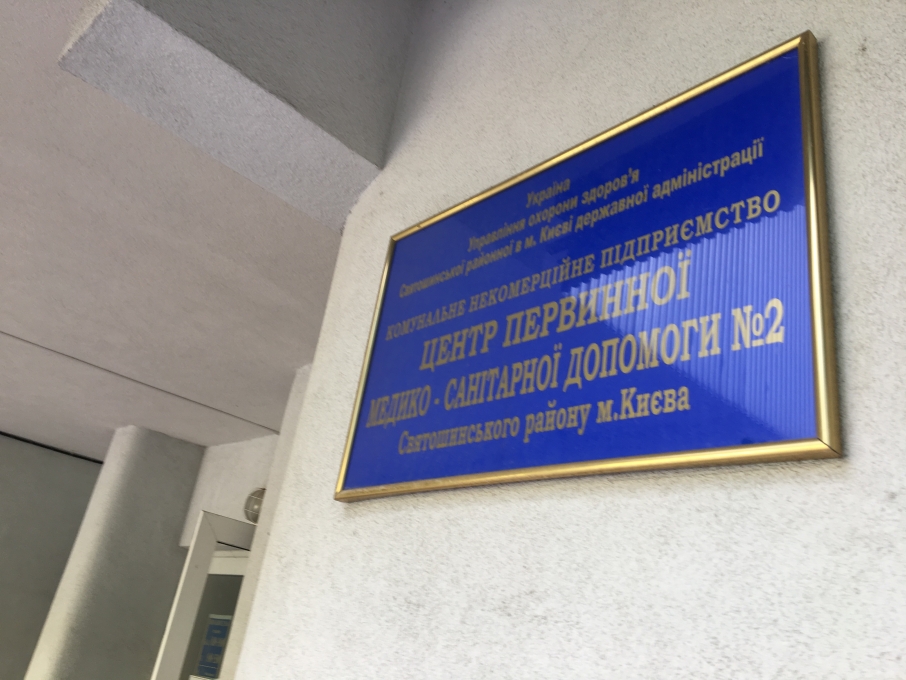 Україна
Управління охорони здоров'я
Святошинської районної в м. Києві державної адміністрації
КОМУНАЛЬНЕ НЕКОМЕРЦІЙНЕ ПІДПРИЄМСТВО
ЦЕНТР ПЕРВИННОЇ
МЕДИКО - САНІТАРНОЇ ДОПОМОГИ №2
Святошинського району м.Києва